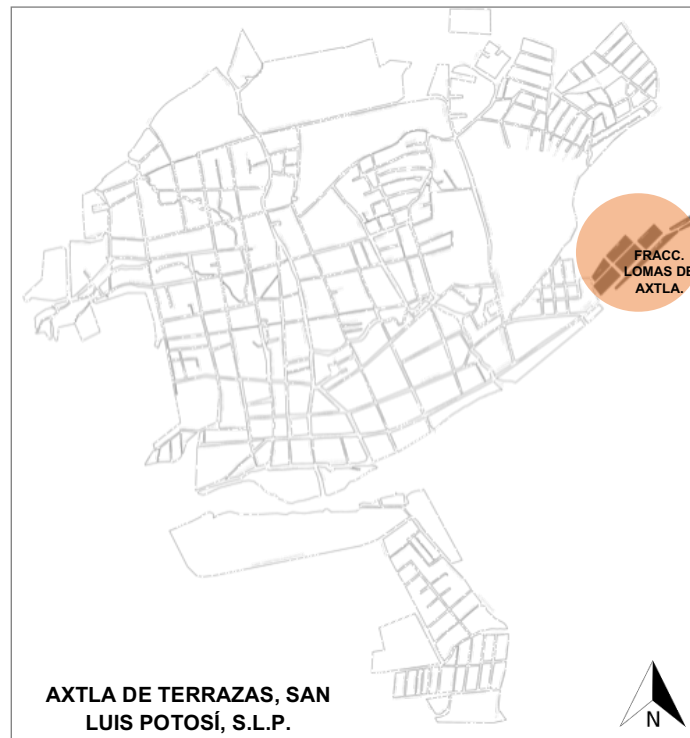 FRACC.
LOMAS DE
AXTLA.
AXTLA DE TERRAZAS, SAN
LUIS POTOSÍ, S.L.P.
N